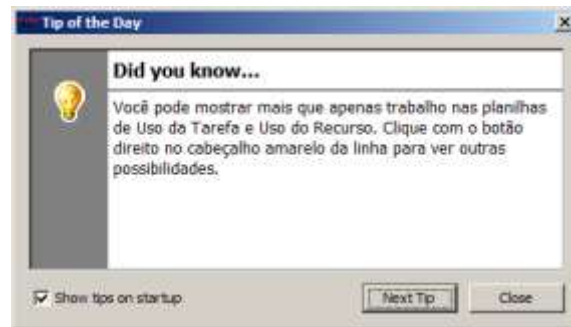 Tip of the Day
Did you know...
Você pode mostrar mais que apenas trabalho nas planilhas
de Uso da Tarefa e Uso do Recurso. Clique com o botão
direito no cabeçalho amarelo da linha para ver outras
possibilidades.
Show tips on startup
Next Tip
Close